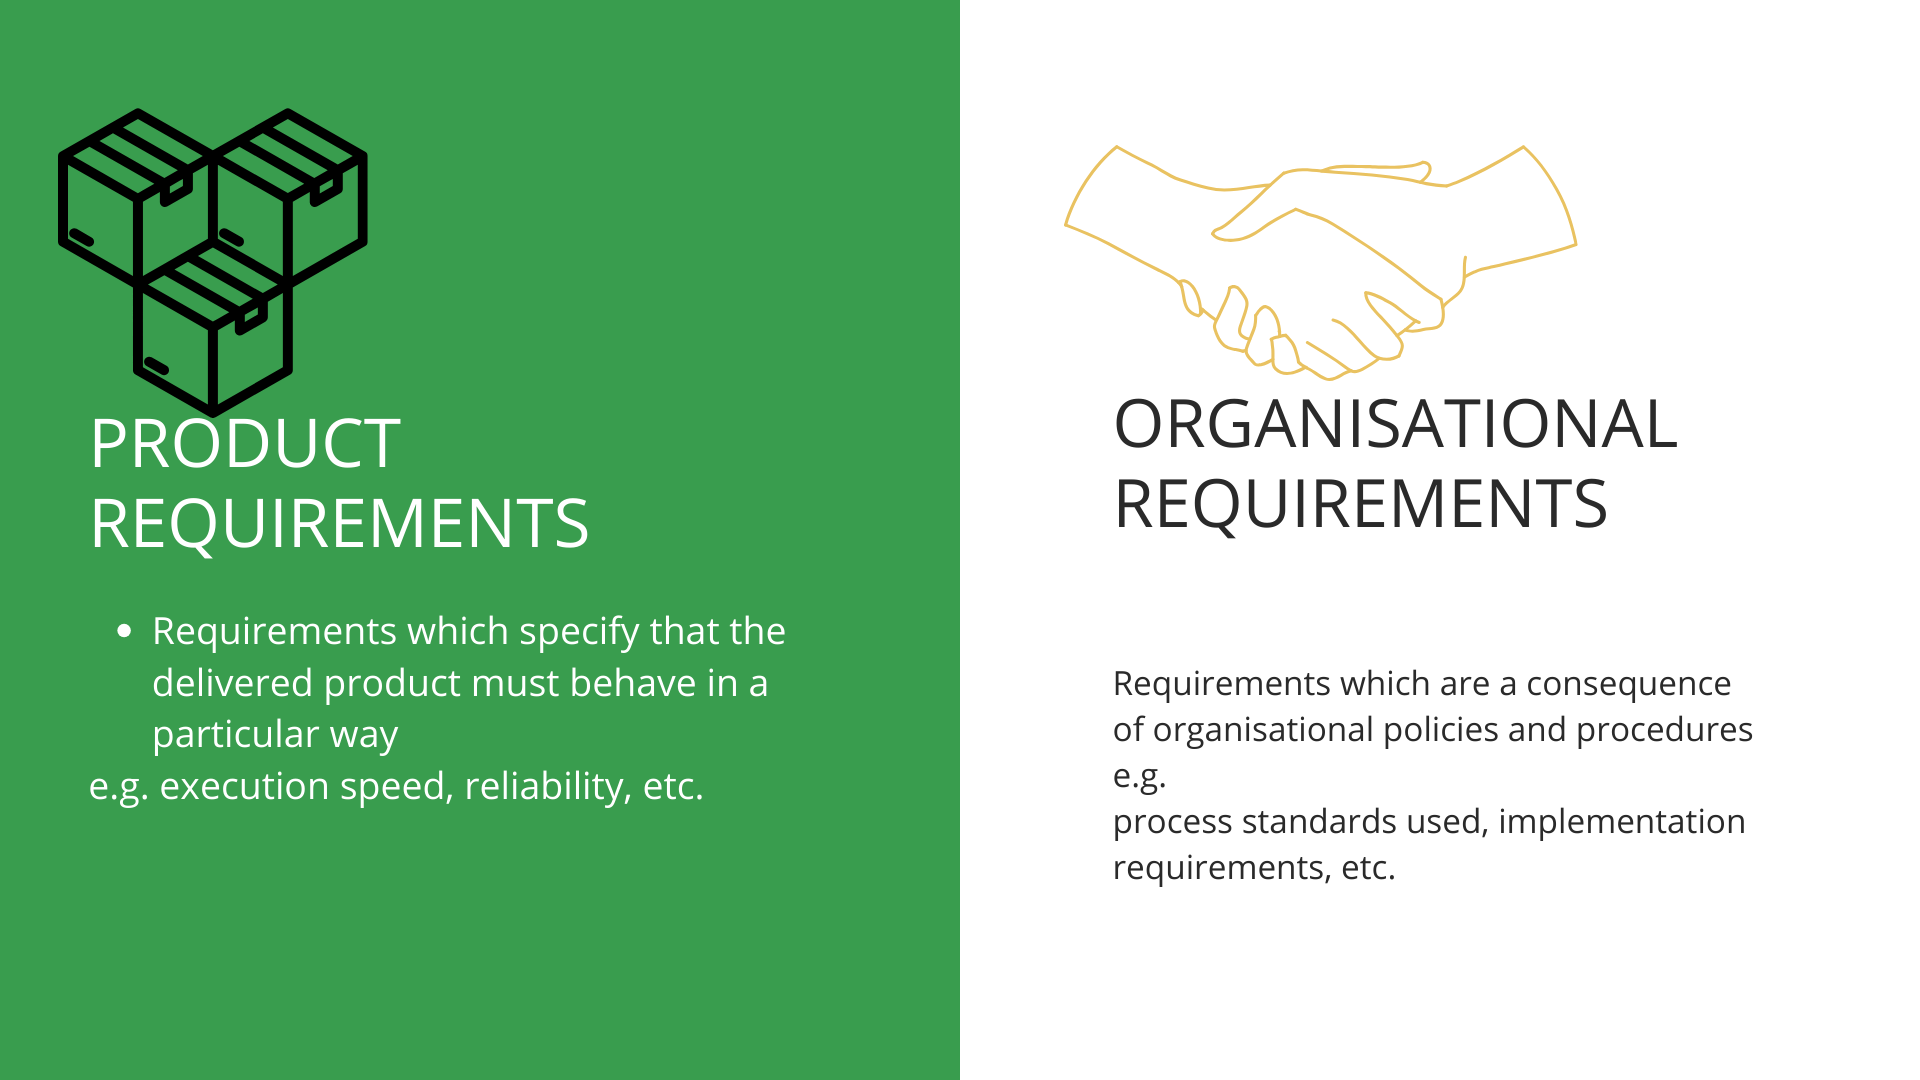 PRODUCT
REQUIREMENTS
• Requirements which specify that the
delivered product must behave in a
particular way
e.g. execution speed, reliability, etc.
ORGANISATIONAL
REQUIREMENTS
Requirements which are a consequence
of organisational policies and procedures
e.g.
process standards used, implementation
requirements, etc.